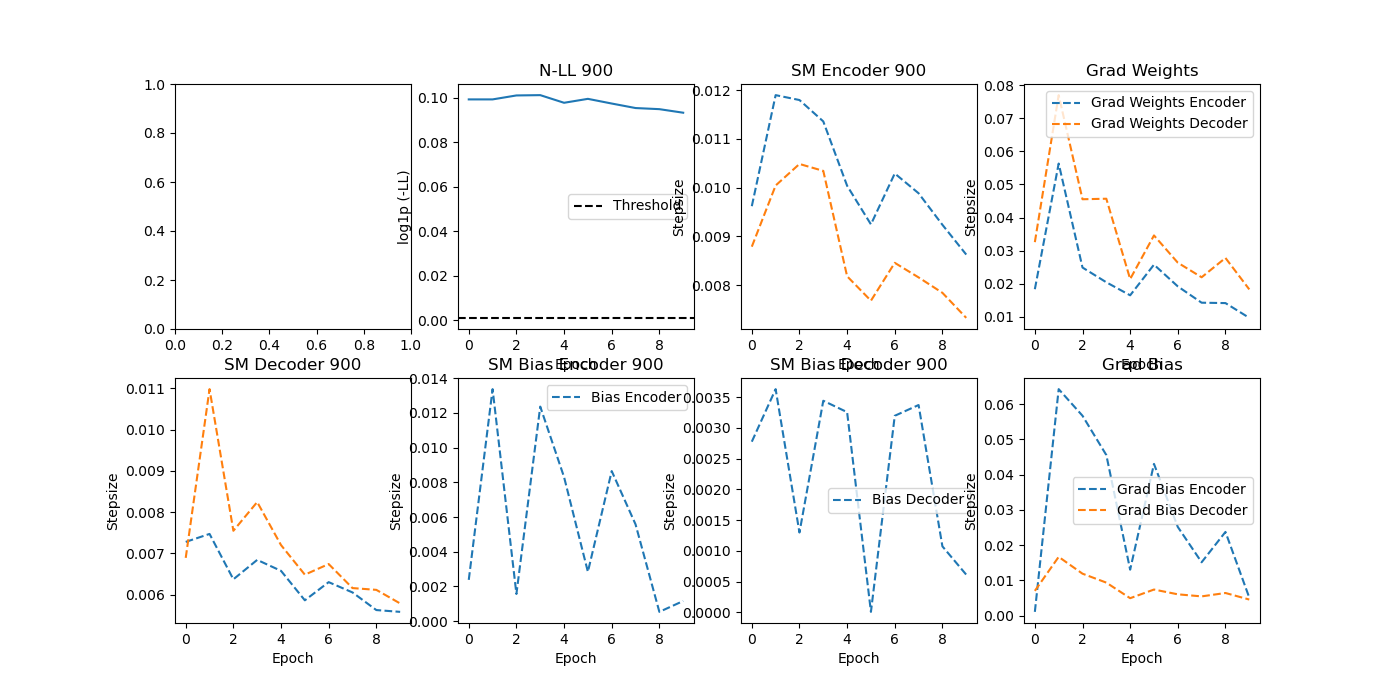 N-LL 900
SM Encoder 900
Grad Weights
1.0
0.8
0.6
0.4
0.2
0.0
0.0 0.2 0.4 0.6 0.8 1.0
log1p (-LL)
0.10
0.08
0.06
0.04
0.02
0.00
Threshold
0 2 4 6 8
Epoch
Stepsize
0.012
0.011
0.010
0.009
0.008
0 2 4 6 8
Epoch
Stepsize
0.08
0.07
0.06
0.05
0.04
0.03
0.02
0.01
Grad Weights Encoder
Grad Weights Decoder
0 2 4 6 8
Epoch
SM Decoder 900
SM Bias Encoder 900
SM Bias Decoder 900
Grad Bias
Stepsize
0.011
0.010
0.009
0.008
0.007
0.006
0 2 4 6 8
Epoch
Stepsize
0.014
0.012
0.010
0.008
0.006
0.004
0.002
0.000
Bias Encoder
0 2 4 6 8
Epoch
Stepsize
0.0035
0.0030
0.0025
0.0020
0.0015
0.0010
0.0005
0.0000
Bias Decoder
0 2 4 6 8
Epoch
Stepsize
0.06
0.05
0.04
0.03
0.02
0.01
0.00
Grad Bias Encoder
Grad Bias Decoder
0 2 4 6 8
Epoch